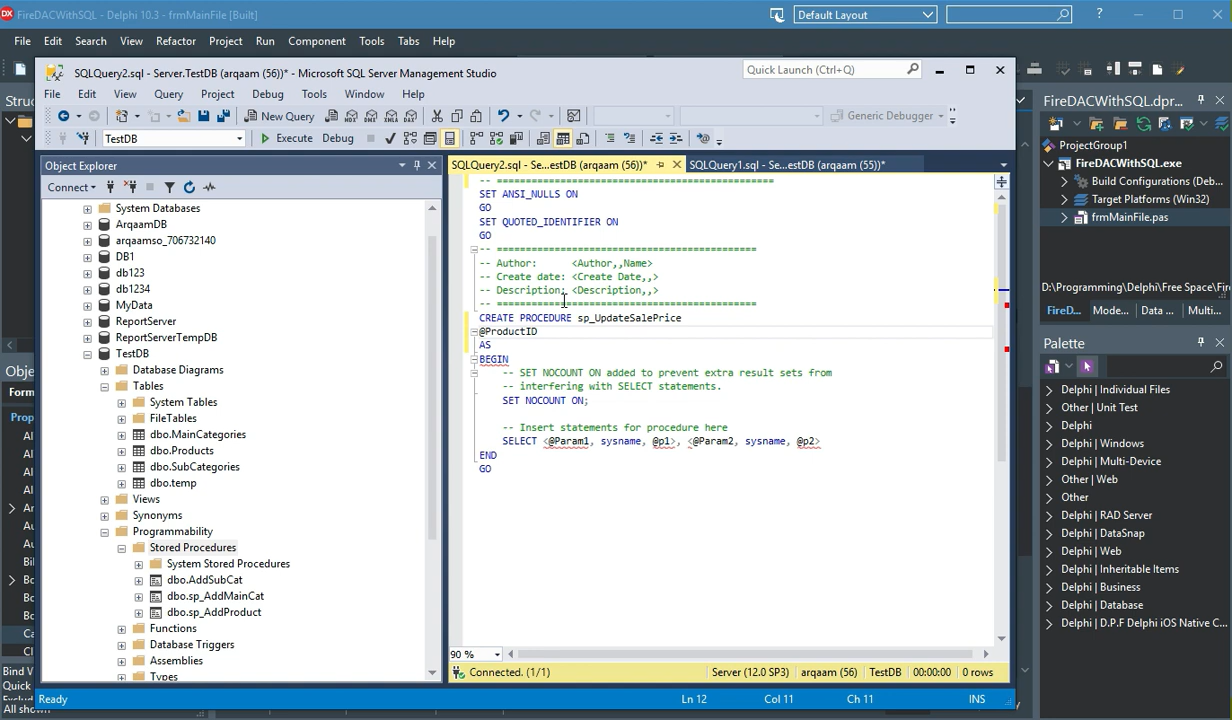 FireDACWithSQL - Delphi 10.3 - frmMainFile [Built]
Default Layout
File Edit Search View Refactor Project Run Component Tools Tabs Help
SQLQuery2.sql - Server.TestDB (arqaam (56))* - Microsoft SQL Server Management Studio
Quick Launch (Ctrl+Q)
File Edit View Query Project Debug Tools Window Help
New Query
Generic Debugger
TestDB
Execute Debug
Object Explorer
Connect
System Databases
ArqaamDB
arqaamso_706732140
DB1
db123
db1234
MyData
ReportServer
ReportServerTempDB
TestDB
Database Diagrams
Tables
System Tables
FileTables
dbo.MainCategories
dbo.Products
dbo.SubCategories
dbo.temp
Views
Synonyms
Programmability
Stored Procedures
System Stored Procedures
dbo.AddSubCat
dbo.sp_AddMainCat
dbo.sp_AddProduct
Functions
Database Triggers
Assemblies
Types
SQLQuery2.sql - Se...estDB (arqaam (56))* SQLQuery1.sql - Se...estDB (arqaam (55))*
-- ================================================
SET ANSI_NULLS ON
GO
SET QUOTED_IDENTIFIER ON
GO
-- =============================================
-- Author: <Author,,Name>
-- Create date: <Create Date,,>
-- Description: <Description,,>
-- =============================================
CREATE PROCEDURE sp_UpdateSalePrice
@ProductID
AS
BEGIN
-- SET NOCOUNT ON added to prevent extra result sets from
-- interfering with SELECT statements.
SET NOCOUNT ON;
-- Insert statements for procedure here
SELECT <@Param1, sysname, @p1>, <@Param2, sysname, @p2>
END
GO
90 %
Connected. (1/1) Server (12.0 SP3) arqaam (56) TestDB 00:00:00 0 rows
Ready Ln 12 Col 11 Ch 11 INS
Struc
Objec
Form
Prop
Bind V
Quick
All shown
FireDACWithSQL.dpr...
ProjectGroup1
FireDACWithSQL.exe
Build Configurations (Deb...
Target Platforms (Win32)
frmMainFile.pas
D:\Programming\Delphi\Free Space\Fir
FireD... Model... Data ... Multi...
Palette
Delphi | Individual Files
Other | Unit Test
Delphi
Delphi | Windows
Delphi | Multi-Device
Other | Web
Other
Delphi | RAD Server
Delphi | DataSnap
Delphi | Web
Delphi | Inheritable Items
Delphi | Business
Delphi | Database
Delphi | D.P.F Delphi iOS Native C...